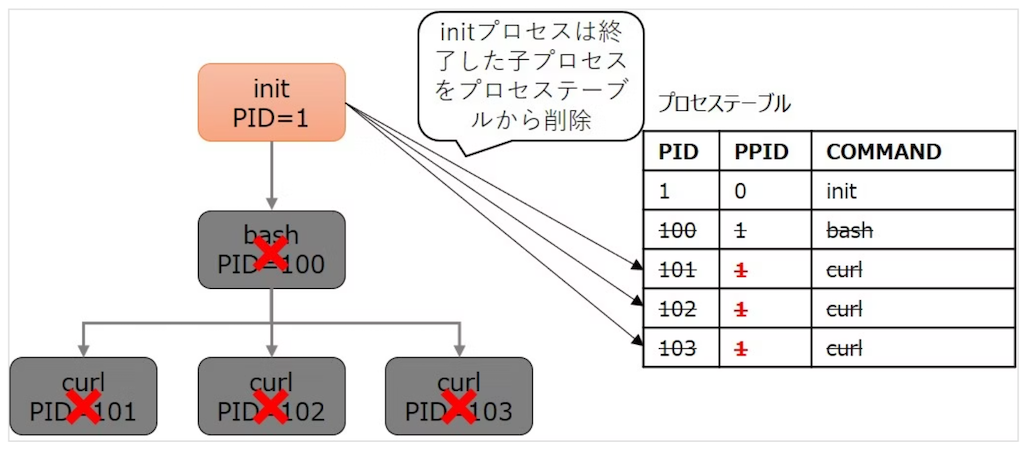 initプロセスは終
了した子プロセス
をプロセステーブ
ルから削除
init
PID=1
プロセステーブル
PID PPID COMMAND
1 0 init
100 1 bash
101 1 curl
102 1 curl
103 1 curl
bash
PID=100
curl
PID=101
curl
PID=102
curl
PID=103